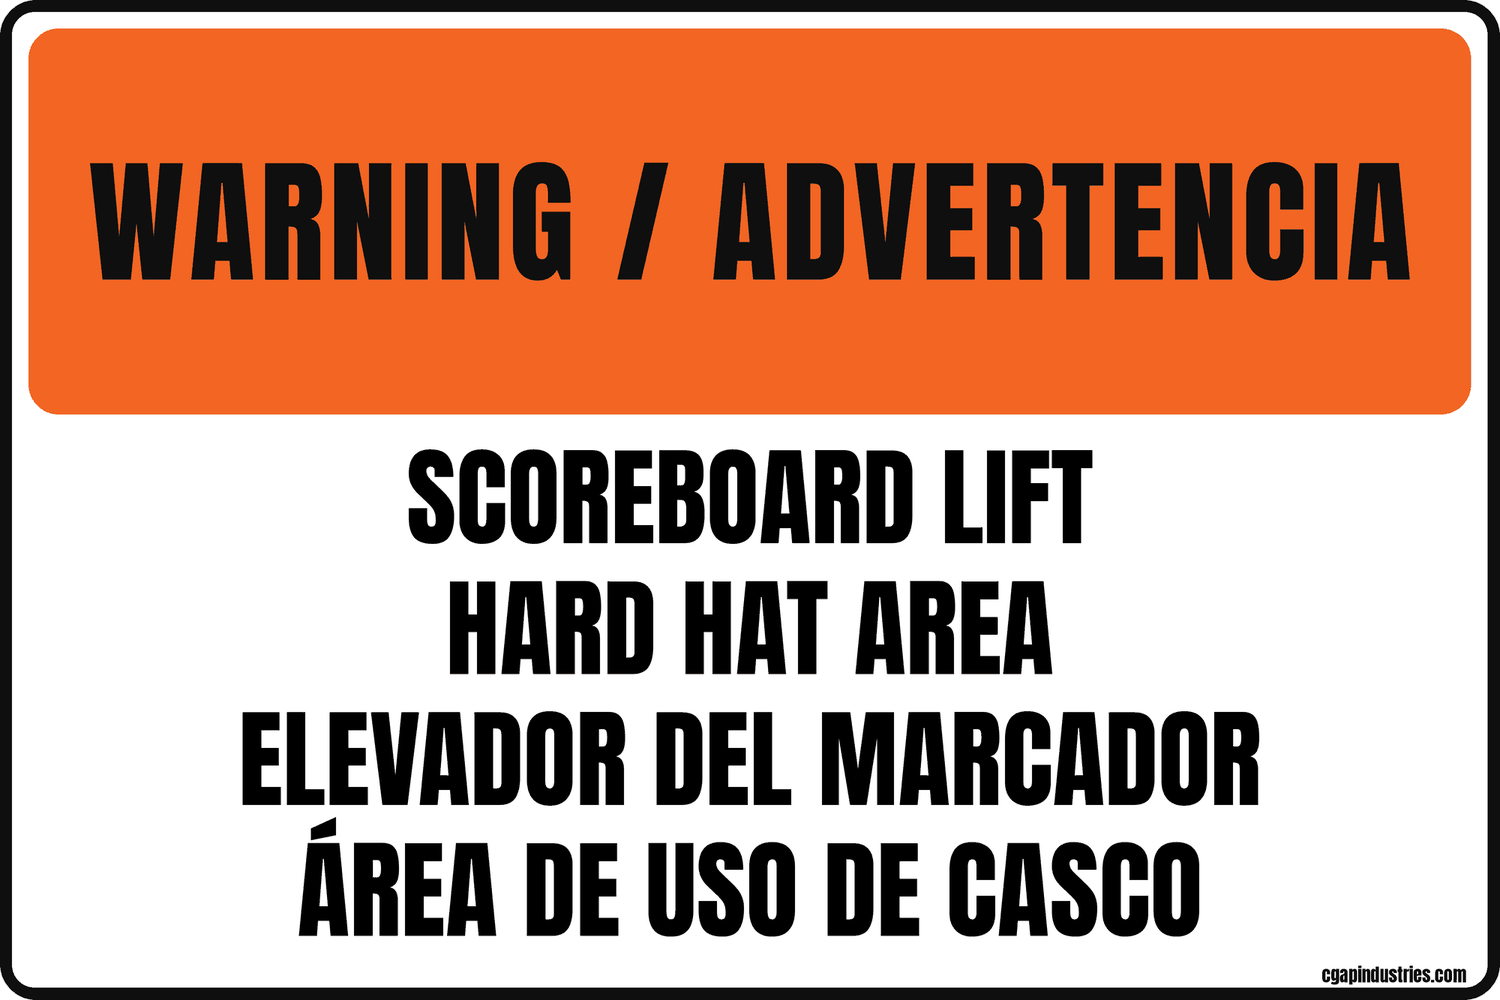 WARNING / ADVERTENCIA
SCOREBOARD LIFT
HARD HAT AREA
ELEVADOR DEL MARCADOR
ÁREA DE USO DE CASCO
cgapindustries.com